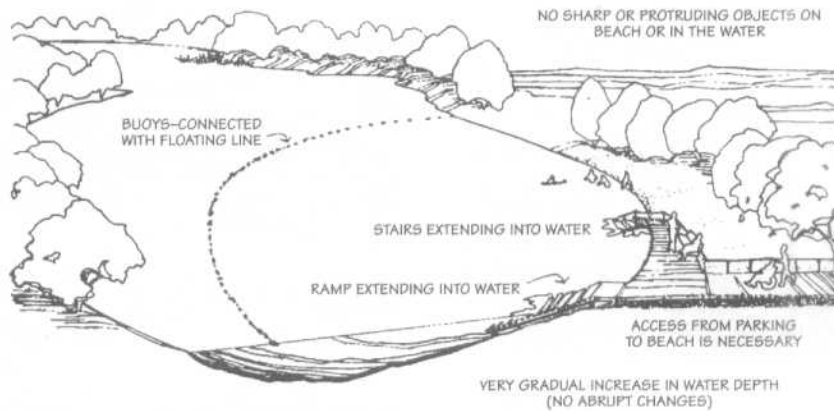 NO SHARP OR PROTRUDING OBJECTS ON
BEACH OR IN THE WATER
BUOYS–CONNECTED
WITH FLOATING LINE
STAIRS EXTENDING INTO WATER
RAMP EXTENDING INTO WATER
ACCESS FROM PARKING
TO BEACH IS NECESSARY
VERY GRADUAL INCREASE IN WATER DEPTH
(NO ABRUPT CHANGES)